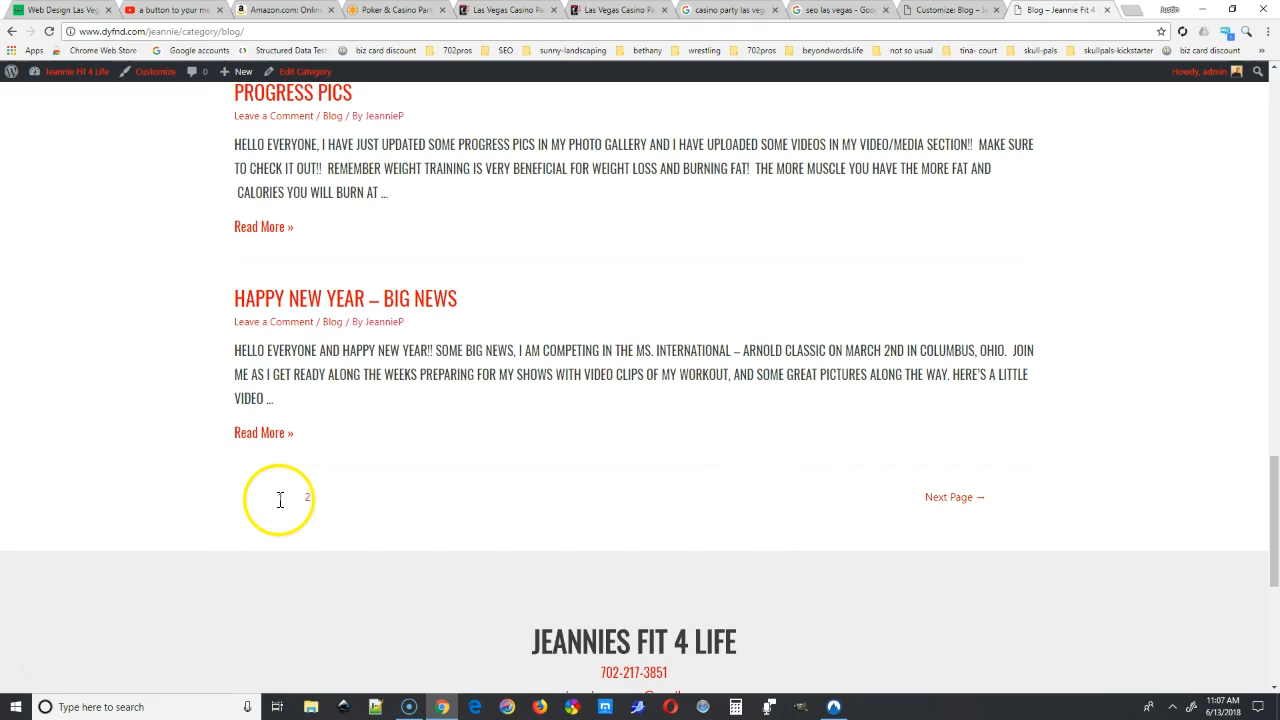 Web Design Las Veg
a button to your me
Amazon.com
Poker & Casino Part
Las Vegas Casino Pa
Las Vegas Casino Pa
casino party las veg
seo las vegas - Goo
Customize: Blog – Je
Blog – Jeannie Fit 4
www.dyfnd.com/jeannie/category/blog/
Apps
Chrome Web Store
Google accounts
Structured Data Test
biz card discount
702pros
SEO
sunny-landscaping
bethany
wrestling
702pros
beyondwords.life
not so usual
tina- court
skull-pals
skullpals-kickstarter
biz card discount
»
Jeannie Fit 4 Life
Customize
0
New
Edit Category
Howdy, admin
PROGRESS PICS
Leave a Comment / Blog / By JeannieP
HELLO EVERYONE, I HAVE JUST UPDATED SOME PROGRESS PICS IN MY PHOTO GALLERY AND I HAVE UPLOADED SOME VIDEOS IN MY VIDEO/MEDIA SECTION!! MAKE SURE
TO CHECK IT OUT!! REMEMBER WEIGHT TRAINING IS VERY BENEFICIAL FOR WEIGHT LOSS AND BURNING FAT! THE MORE MUSCLE YOU HAVE THE MORE FAT AND
CALORIES YOU WILL BURN AT ...
Read More »
HAPPY NEW YEAR – BIG NEWS
Leave a Comment / Blog / By JeannieP
HELLO EVERYONE AND HAPPY NEW YEAR!! SOME BIG NEWS, I AM COMPETING IN THE MS. INTERNATIONAL – ARNOLD CLASSIC ON MARCH 2ND IN COLUMBUS, OHIO. JOIN
ME AS I GET READY ALONG THE WEEKS PREPARING FOR MY SHOWS WITH VIDEO CLIPS OF MY WORKOUT, AND SOME GREAT PICTURES ALONG THE WAY. HERE'S A LITTLE
VIDEO ...
Read More »
2
Next Page →
JEANNIES FIT 4 LIFE
702-217-3851
Type here to search
11:07 AM
6/13/2018